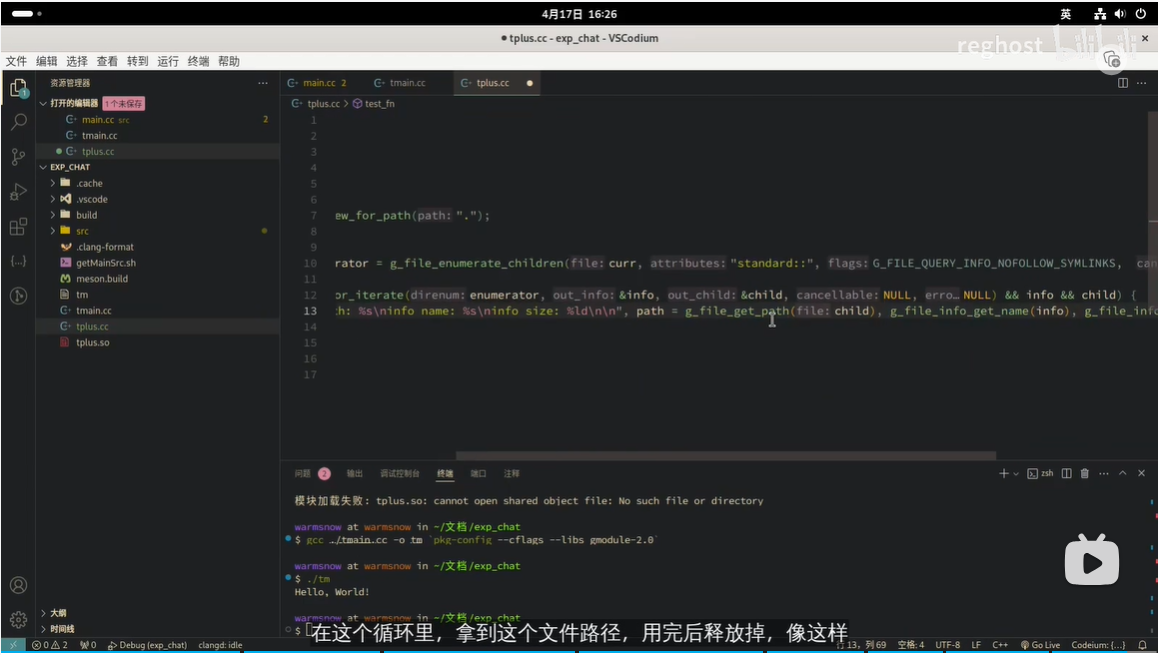 4月17日 16:26
英
tplus.cc - exp_chat - VSCodium
reghost bilibili
文件 编辑 选择 查看 转到 运行 终端 帮助
资源管理器
打开的编辑器 1个未保存
main.cc src 2
tmain.cc
tplus.cc
EXP_CHAT
.cache
.vscode
build
src
.clang-format
getMainSrc.sh
meson.build
tm
tmain.cc
tplus.cc
tplus.so
大纲
时间线
main.cc 2 tmain.cc tplus.cc
tplus.cc > test_fn
1
2
3
4
5
6
7 ew_for_path(path: ".");
8
9
10 rator = g_file_enumerate_children(file: curr, attributes: "standard::", flags: G_FILE_QUERY_INFO_NOFOLLOW_SYMLINKS,
11
12 or_iterate(direnum: enumerator, out_info: &info, out_child: &child, cancellable: NULL, erro… NULL) && info && child) {
13 th: %s\ninfo name: %s\ninfo size: %ld\n\n", path = g_file_get_path(file: child), g_file_info_get_name(info), g_file_info
14
15
16
17
问题 2 输出 调试控制台 终端 端口 注释
zsh
模块加载失败: tplus.so: cannot open shared object file: No such file or directory
warmsnow at warmsnow in ~/文档/exp_chat
$ gcc ./tmain.cc -o tm `pkg-config --cflags --libs gmodule-2.0`
warmsnow at warmsnow in ~/文档/exp_chat
$ ./tm
Hello, World!
warmsnow at warmsnow in ~/文档/exp_chat
$
在这个循环里，拿到这个文件路径，用完后释放掉，像这样
0 2 0 Debug (exp_chat) clangd: idle 行 13, 列 69 空格: 4 UTF-8 LF C++ Go Live Codeium: {...}